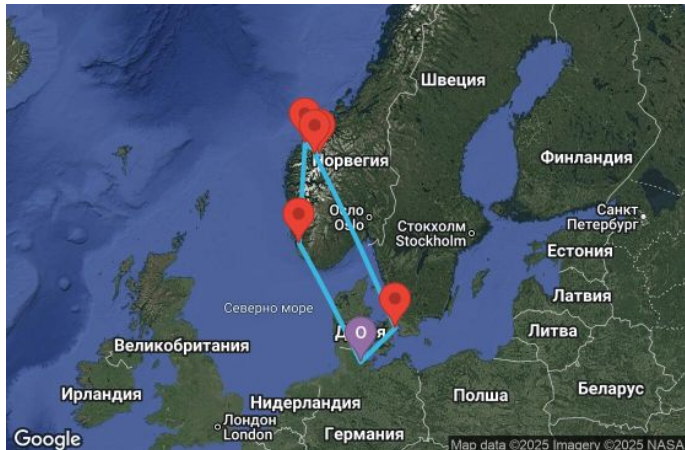 Швеция
Норвегия
Финландия
Осло
Oslo
Стокхолм
Stockholm
Санкт
Петербург
Естония
Латвия
Северно море
Литва
Великобритания
Беларус
Ирландия
Нидерландия
Полша
Лондон
London
Германия
Google
Map data ©2025 Imagery ©2025 NASA
O